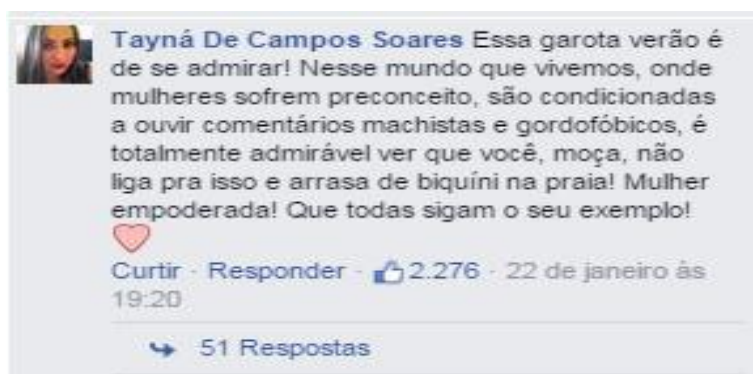 Tayná De Campos Soares Essa garota verão é
de se admirar! Nesse mundo que vivemos, onde
mulheres sofrem preconceito, são condicionadas
a ouvir comentários machistas e gordofóbicos, é
totalmente admirável ver que você, moça, não
liga pra isso e arrasa de biquíni na praia! Mulher
empoderada! Que todas sigam o seu exemplo!
Curtir · Responder · 2.276 · 22 de janeiro às
19:20
51 Respostas